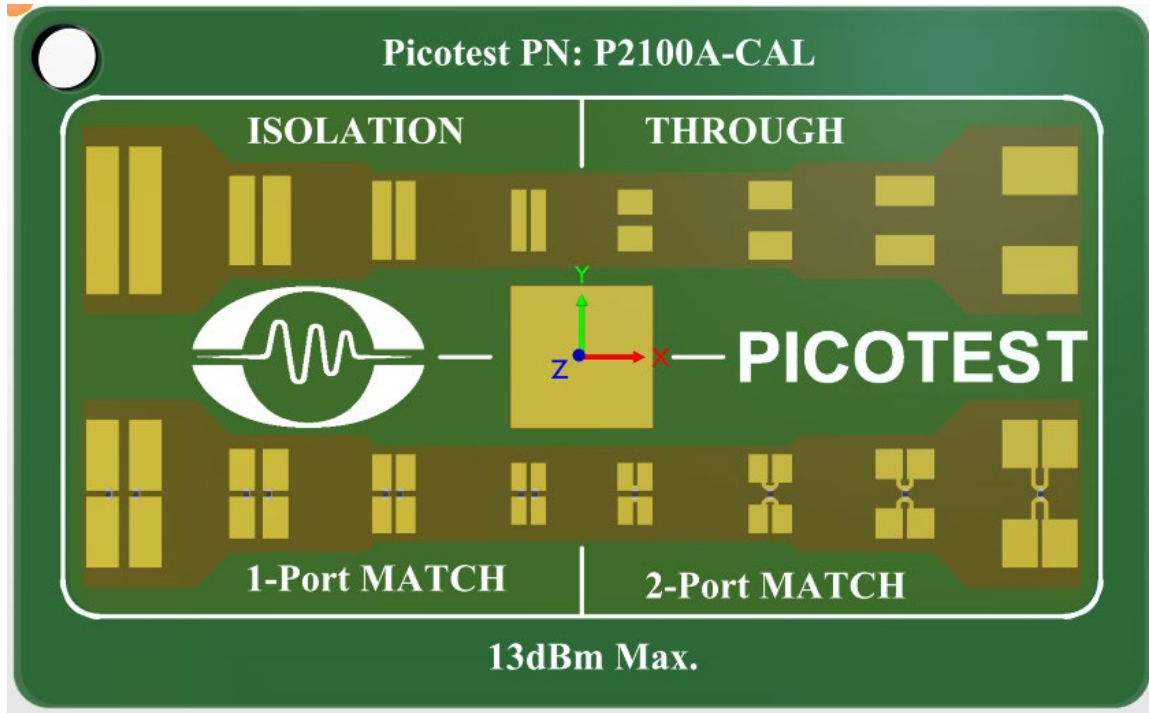 Picotest PN: P2100A-CAL
ISOLATION
THROUGH
Y
Z
X
PICOTEST
1-Port MATCH
2-Port MATCH
13dBm Max.